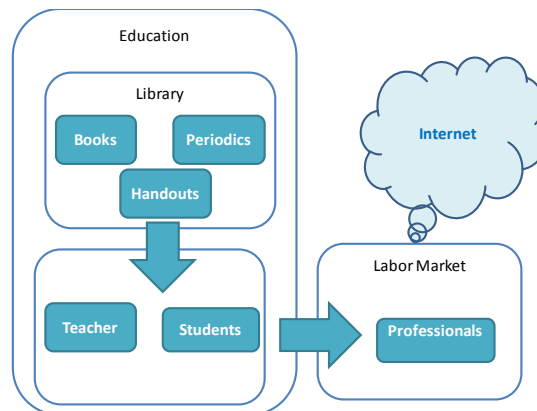 Education
Library
Books
Periodics
Handouts
Internet
Labor Market
Teacher
Students
Professionals